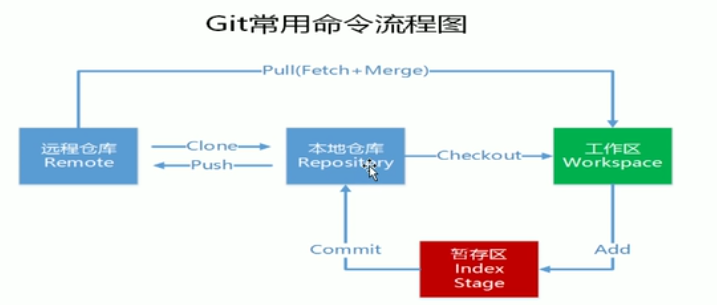 Git常用命令流程图
Pull(Fetch+Merge)
远程仓库
Remote
Clone
Push
本地仓库
Repository
Checkout
工作区
Workspace
Commit
暂存区
Index
Stage
Add